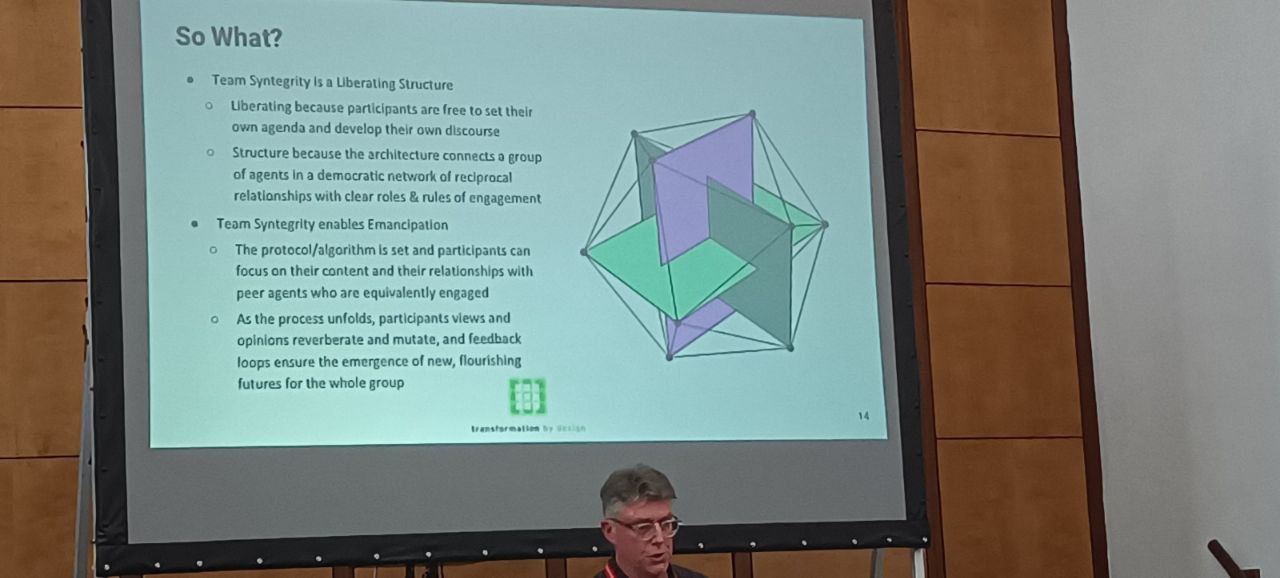 So What?
● Team Syntegrity is a Liberating Structure
○ Liberating because participants are free to set their
own agenda and develop their own discourse
○ Structure because the architecture connects a group
of agents in a democratic network of reciprocal
relationships with clear roles & rules of engagement
● Team Syntegrity enables Emancipation
○ The protocol/algorithm is set and participants can
focus on their content and their relationships with
peer agents who are equivalently engaged
○ As the process unfolds, participants views and
opinions reverberate and mutate, and feedback
loops ensure the emergence of new, flourishing
futures for the whole group
transformation by design
14